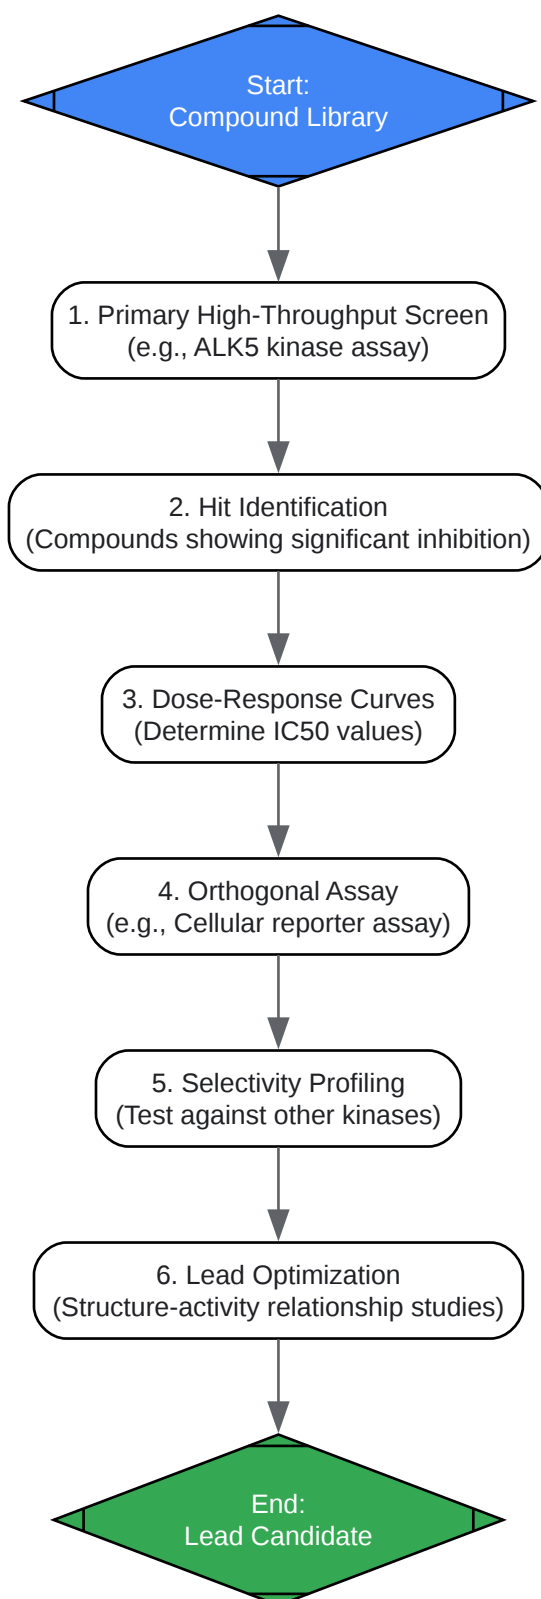 Start:
Compound Library
1. Primary High-Throughput Screen
(e.g., ALK5 kinase assay)
2. Hit Identification
(Compounds showing significant inhibition)
3. Dose-Response Curves
(Determine IC50 values)
4. Orthogonal Assay
(e.g., Cellular reporter assay)
5. Selectivity Profiling
(Test against other kinases)
6. Lead Optimization
(Structure-activity relationship studies)
End:
Lead Candidate